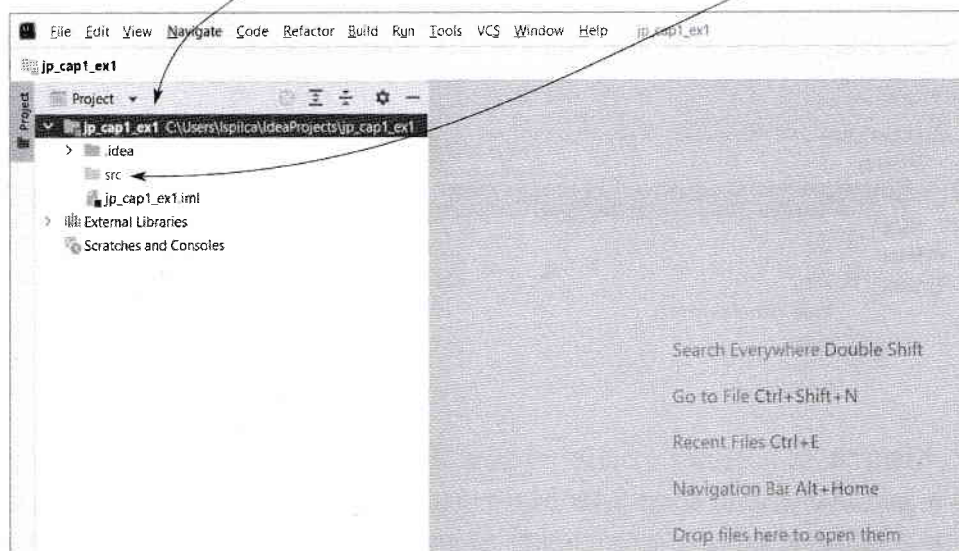 File Edit View Navigate Code Refactor Build Run Tools VCS Window Help jp_cap1_ex1
jp_cap1_ex1
Project
Project
jp_cap1_ex1 C:\Users\lspilca\IdeaProjects\jp_cap1_ex1
.idea
src
jp_cap1_ex1.iml
External Libraries
Scratches and Consoles
Search Everywhere Double Shift
Go to File Ctrl+Shift+N
Recent Files Ctrl+E
Navigation Bar Alt+Home
Drop files here to open them